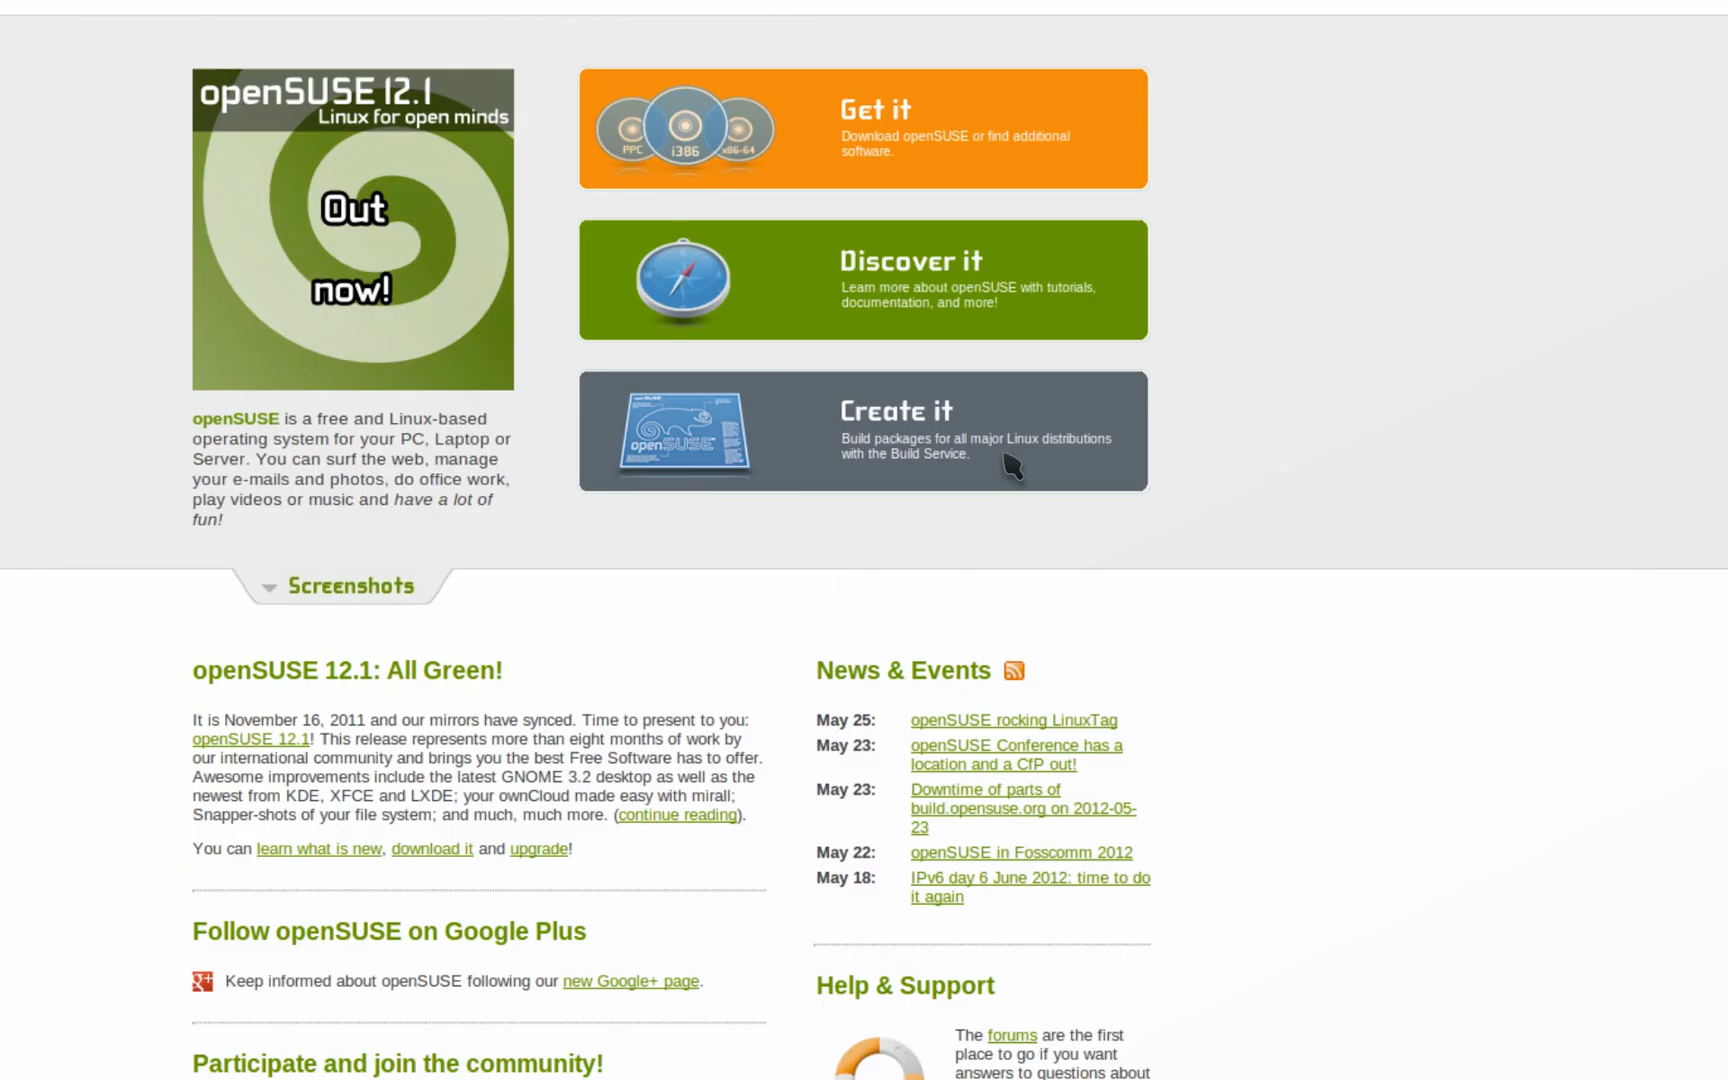 openSUSE 12.1
Linux for open minds
Out
now!
openSUSE is a free and Linux-based
operating system for your PC, Laptop or
Server. You can surf the web, manage
your e-mails and photos, do office work,
play videos or music and have a lot of
fun!
PPC
i386
x86-64
Get it
Download openSUSE or find additional
software.
Discover it
Learn more about openSUSE with tutorials,
documentation, and more!
openSUSE
Create it
Build packages for all major Linux distributions
with the Build Service.
Screenshots
openSUSE 12.1: All Green!
It is November 16, 2011 and our mirrors have synced. Time to present to you:
openSUSE 12.1! This release represents more than eight months of work by
our international community and brings you the best Free Software has to offer.
Awesome improvements include the latest GNOME 3.2 desktop as well as the
newest from KDE, XFCE and LXDE; your ownCloud made easy with mirall;
Snapper-shots of your file system; and much, much more. (continue reading).
You can learn what is new, download it and upgrade!
Follow openSUSE on Google Plus
g+
Keep informed about openSUSE following our new Google+ page.
Participate and join the community!
News & Events
May 25: openSUSE rocking LinuxTag
May 23: openSUSE Conference has a
location and a CfP out!
May 23: Downtime of parts of
build.opensuse.org on 2012-05-
23
May 22: openSUSE in Fosscomm 2012
May 18: IPv6 day 6 June 2012: time to do
it again
Help & Support
The forums are the first
place to go if you want
answers to questions about